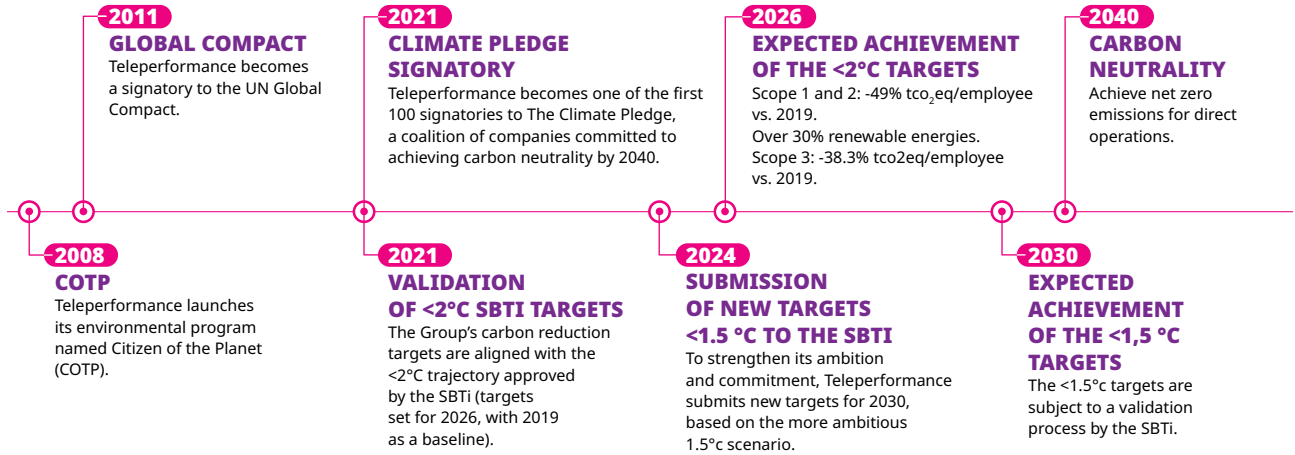 2011
GLOBAL COMPACT
Teleperformance becomes
a signatory to the UN Global
Compact.
2021
CLIMATE PLEDGE
SIGNATORY
Teleperformance becomes one of the first
100 signatories to The Climate Pledge,
a coalition of companies committed to
achieving carbon neutrality by 2040.
2026
EXPECTED ACHIEVEMENT
OF THE <2°C TARGETS
Scope 1 and 2: -49% tco₂eq/employee
vs. 2019.
Over 30% renewable energies.
Scope 3: -38.3% tco2eq/employee
vs. 2019.
2040
CARBON
NEUTRALITY
Achieve net zero
emissions for direct
operations.
2008
COTP
Teleperformance launches
its environmental program
named Citizen of the Planet
(COTP).
2021
VALIDATION
OF <2°C SBTI TARGETS
The Group's carbon reduction
targets are aligned with the
<2°C trajectory approved
by the SBTi (targets
set for 2026, with 2019
as a baseline).
2024
SUBMISSION
OF NEW TARGETS
<1.5 °C TO THE SBTI
To strengthen its ambition
and commitment, Teleperformance
submits new targets for 2030,
based on the more ambitious
1.5°c scenario.
2030
EXPECTED
ACHIEVEMENT
OF THE <1,5 °C
TARGETS
The <1.5°c targets are
subject to a validation
process by the SBTi.